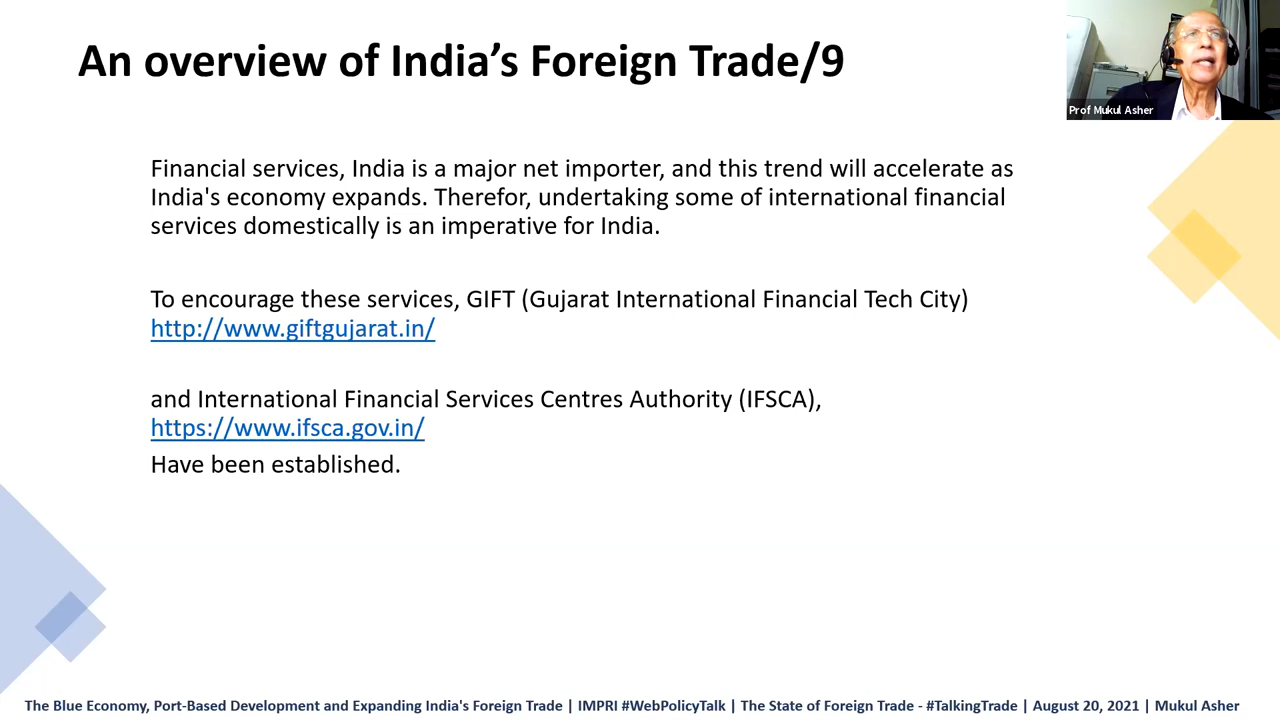 An overview of India's Foreign Trade/9
Prof Mukul Asher
Financial services, India is a major net importer, and this trend will accelerate as
India's economy expands. Therefor, undertaking some of international financial
services domestically is an imperative for India.
To encourage these services, GIFT (Gujarat International Financial Tech City)
http://www.giftgujarat.in/
and International Financial Services Centres Authority (IFSCA),
https://www.ifsca.gov.in/
Have been established.
The Blue Economy, Port-Based Development and Expanding India's Foreign Trade | IMPRI #WebPolicyTalk | The State of Foreign Trade - #TalkingTrade | August 20, 2021 | Mukul Asher